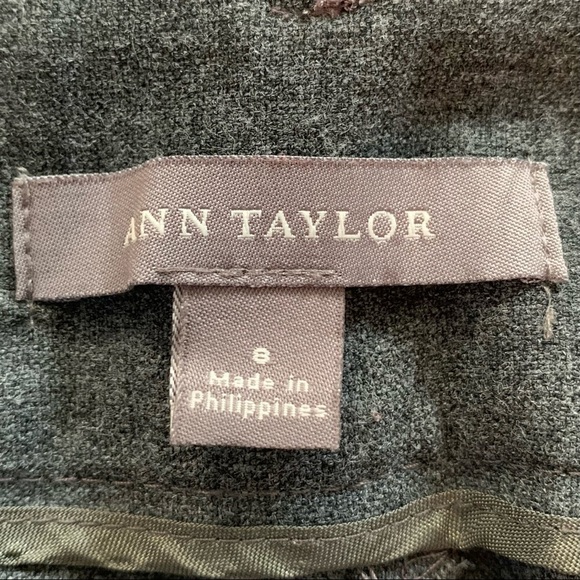 ANN TAYLOR
8
Made in
Philippines